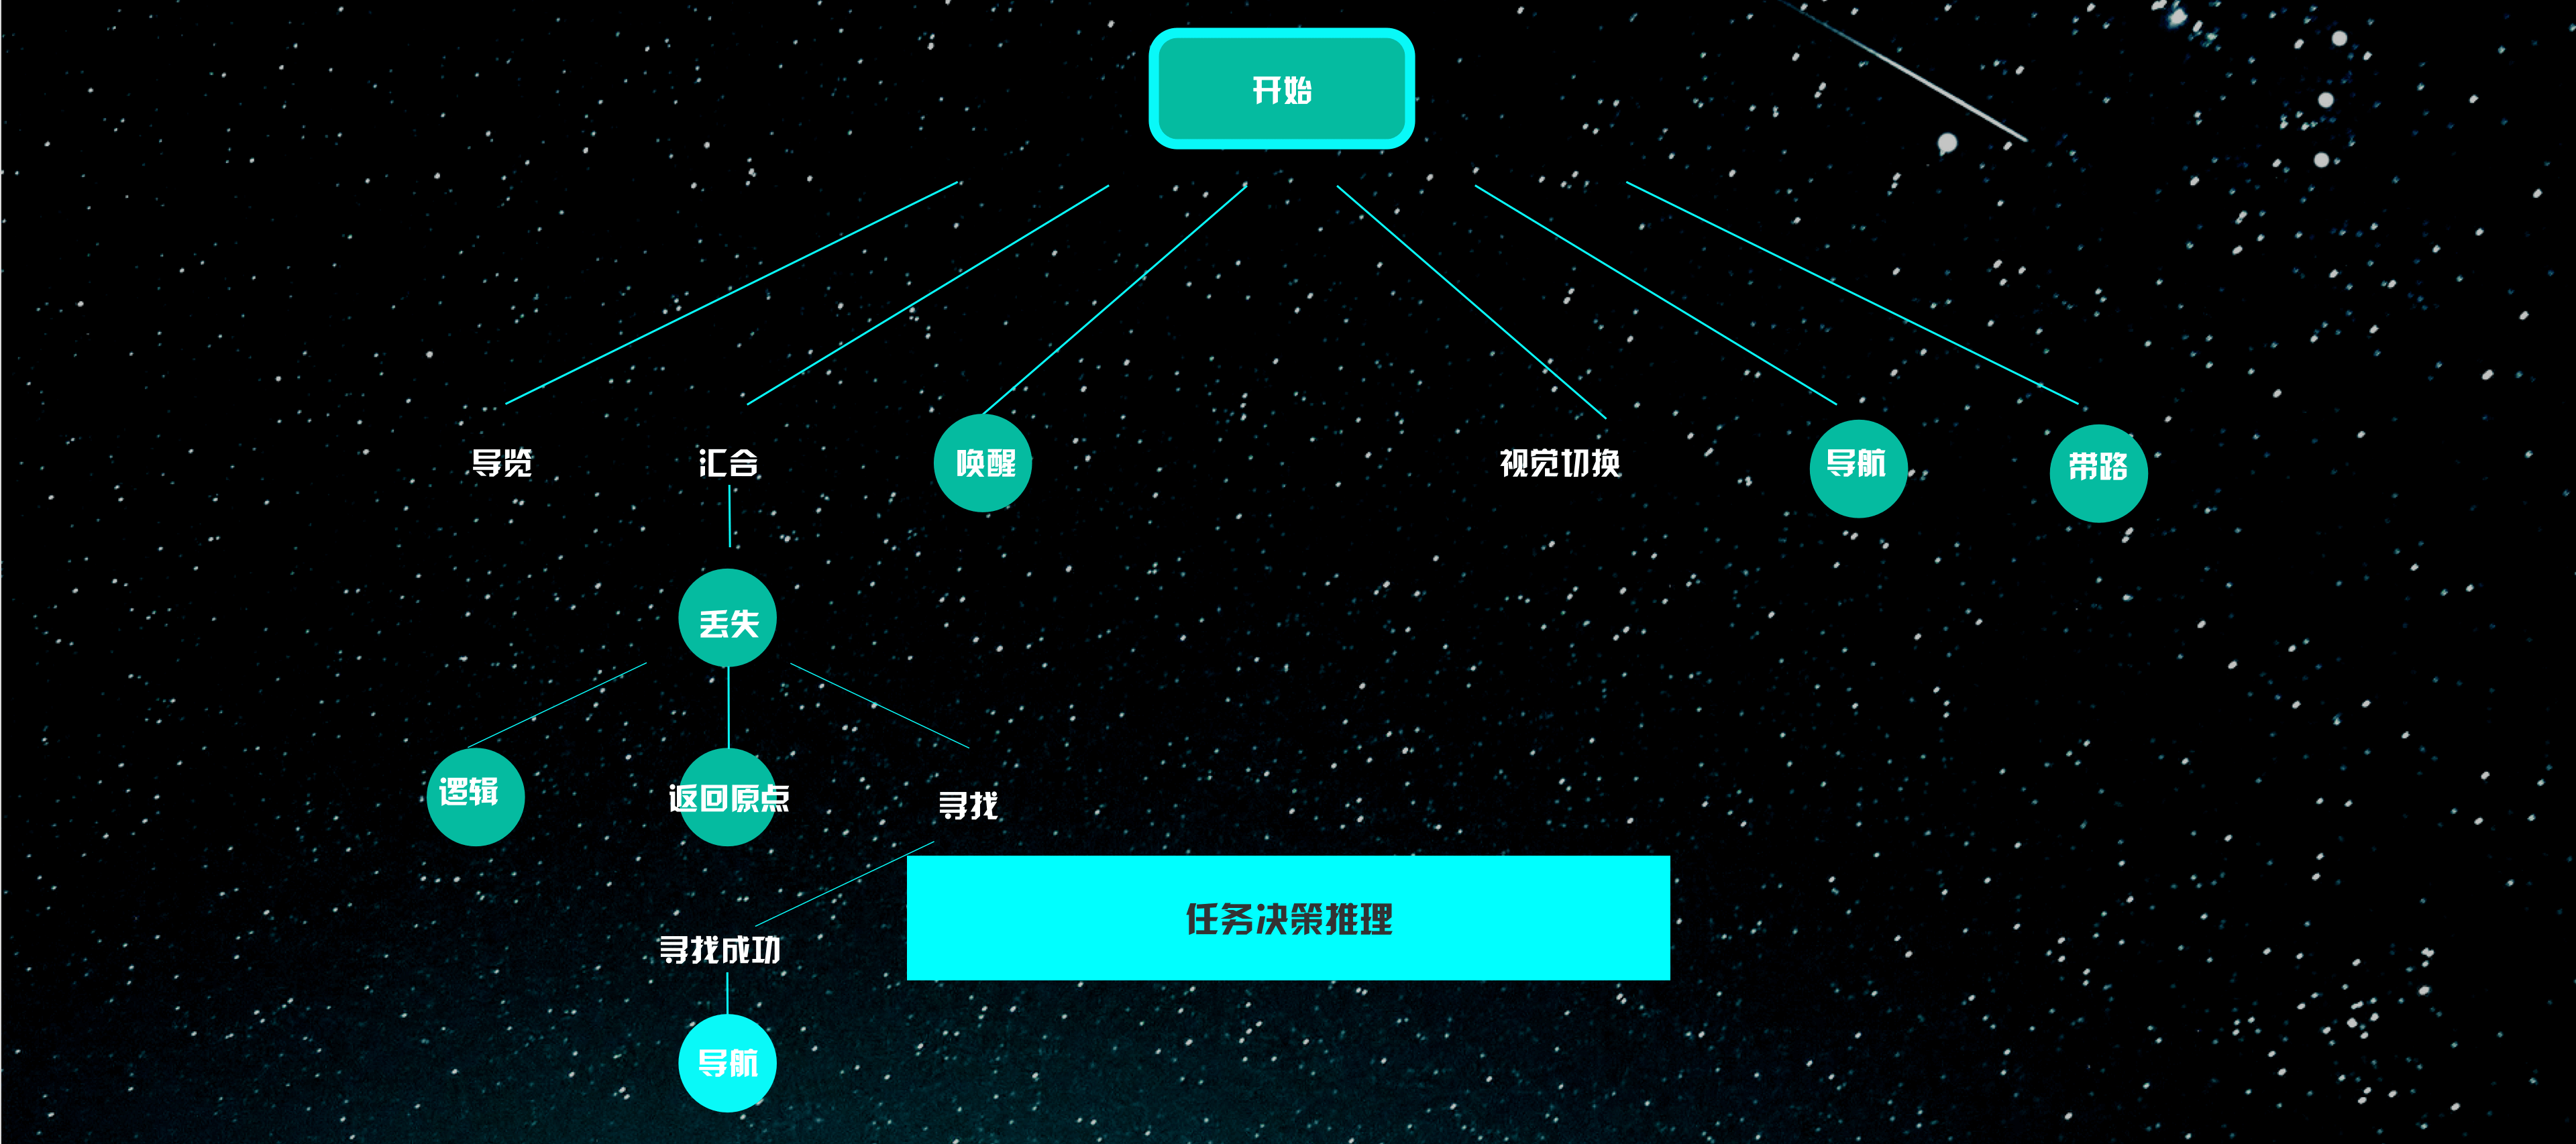 开始
导览
汇合
唤醒
视觉切换
导航
带路
丢失
逻辑
返回原点
寻找
任务决策推理
寻找成功
导航